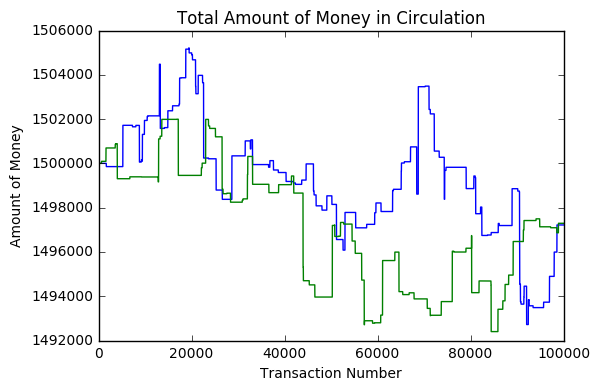 Total Amount of Money in Circulation
1506000
1504000
1502000
1500000
1498000
1496000
1494000
1492000
Amount of Money
0 20000 40000 60000 80000 100000
Transaction Number